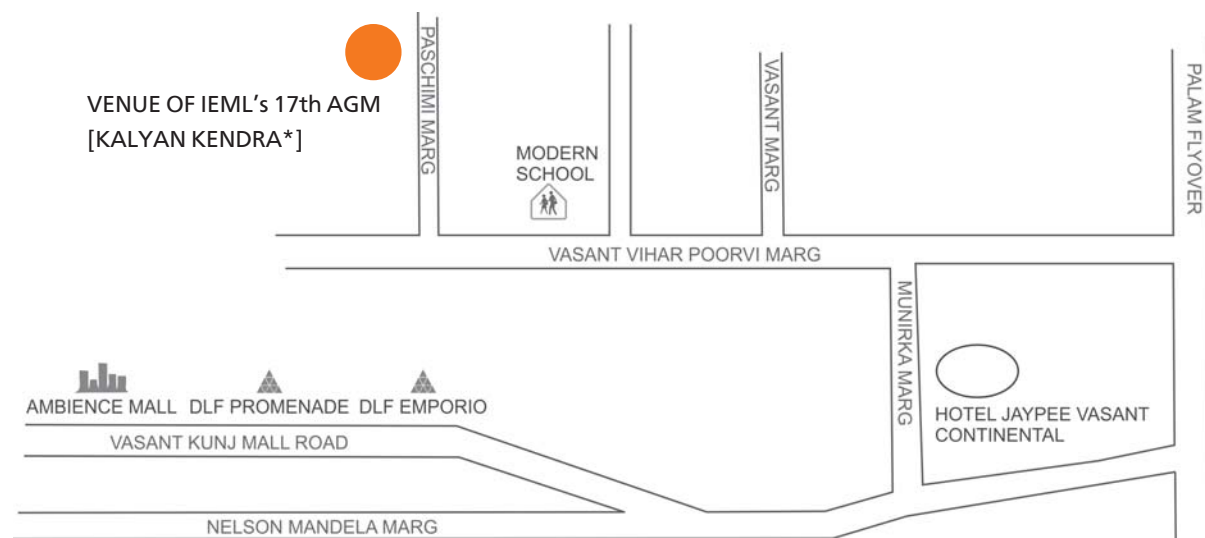 PASCHIMI MARG
VENUE OF IEML's 17th AGM
[KALYAN KENDRA*]
MODERN
SCHOOL
VASANT MARG
PALAM FLYOVER
VASANT VIHAR POORVI MARG
MUNIRKA MARG
AMBIENCE MALL
DLF PROMENADE
DLF EMPORIO
HOTEL JAYPEE VASANT
CONTINENTAL
VASANT KUNJ MALL ROAD
NELSON MANDELA MARG